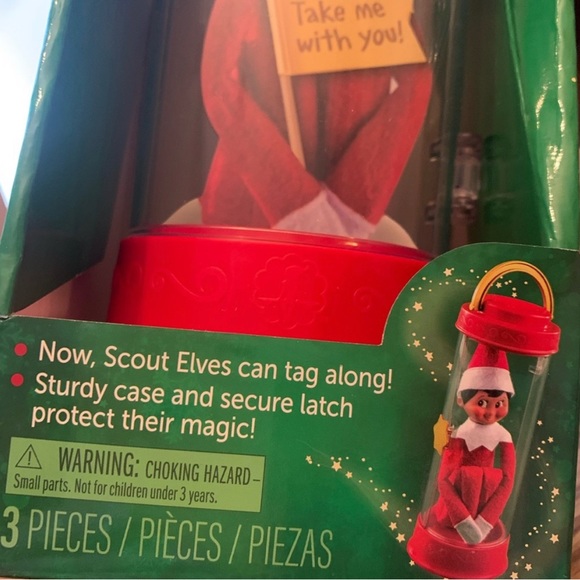 Take me
with you!
• Now, Scout Elves can tag along!
• Sturdy case and secure latch
protect their magic!
⚠ WARNING: CHOKING HAZARD –
Small parts. Not for children under 3 years.
3 PIECES / PIÈCES / PIEZAS